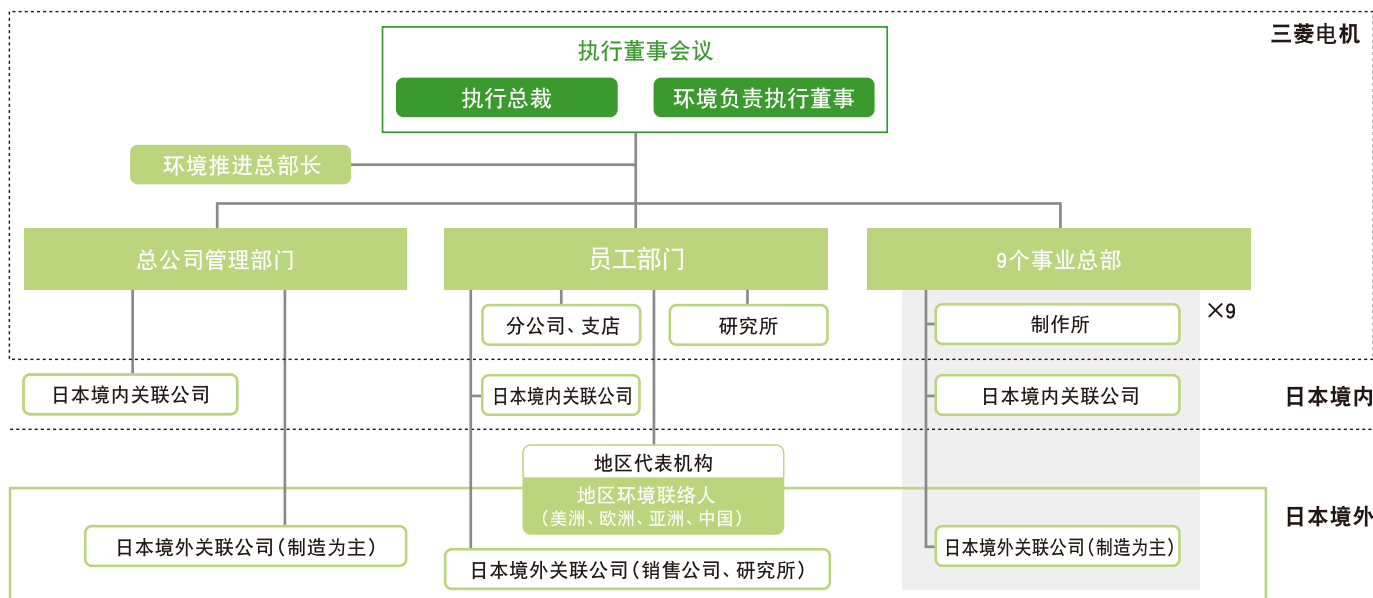 三菱电机
执行董事会议
执行总裁
环境负责执行董事
环境推进总部长
总公司管理部门
员工部门
9个事业总部
分公司、支店
研究所
制作所
×9
日本境内关联公司
日本境内关联公司
日本境内关联公司
日本境内
地区代表机构
地区环境联络人
（美洲、欧洲、亚洲、中国）
日本境外
日本境外关联公司（制造为主）
日本境外关联公司（销售公司、研究所）
日本境外关联公司（制造为主）